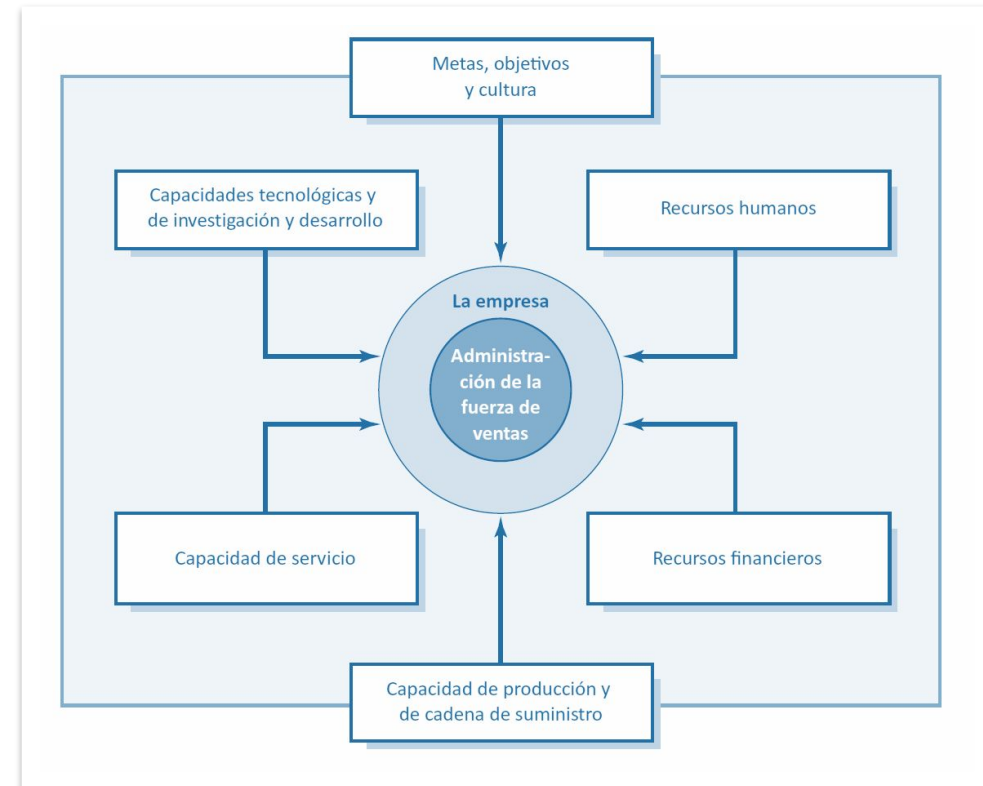 Metas, objetivos
y cultura
Capacidades tecnológicas y
de investigación y desarrollo
Recursos humanos
La empresa
Administra-
ción de la
fuerza de
ventas
Capacidad de servicio
Recursos financieros
Capacidad de producción y
de cadena de suministro